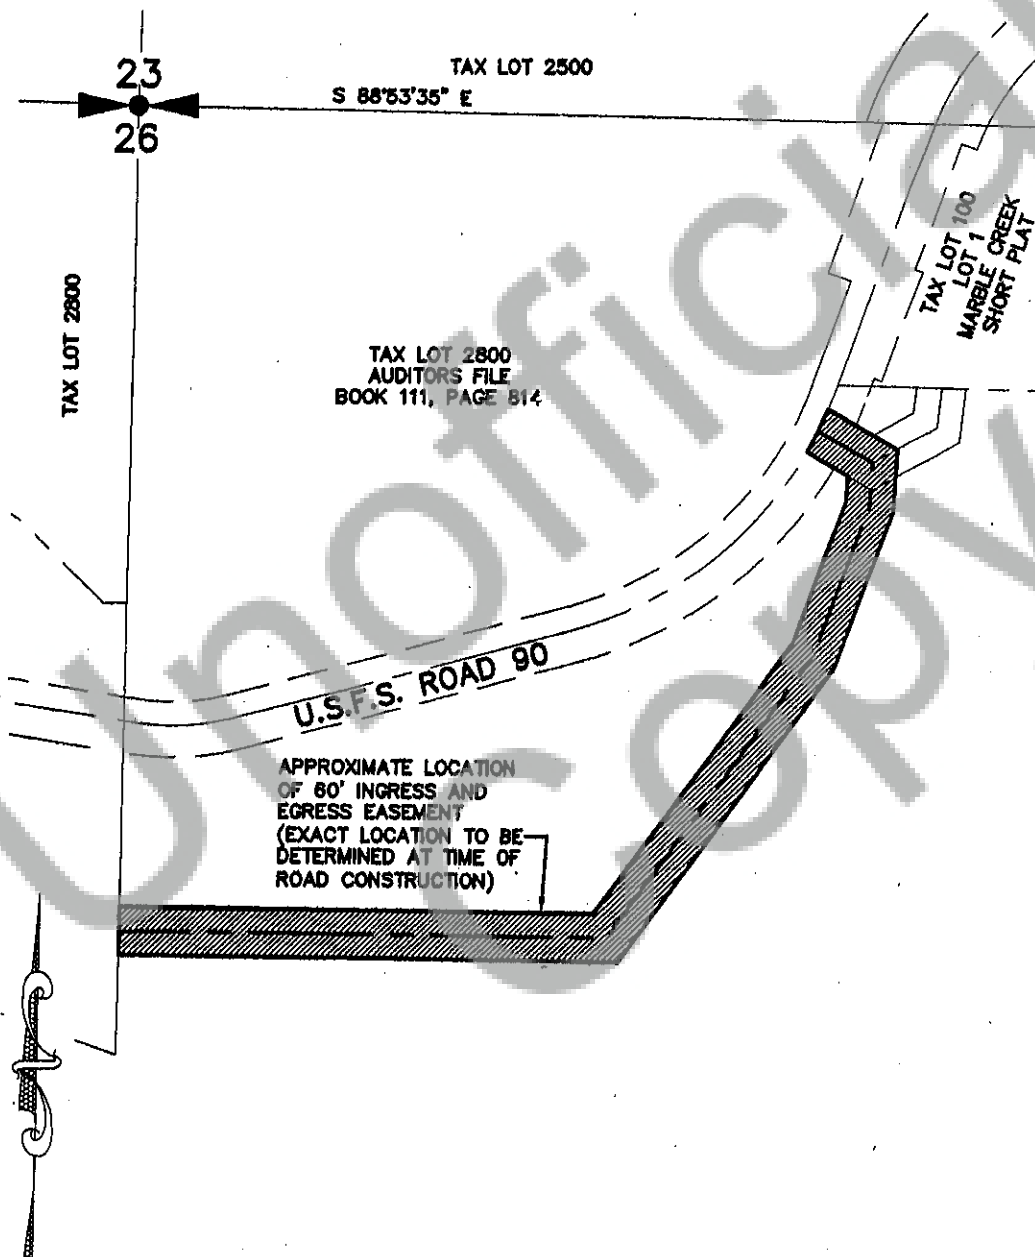 23
TAX LOT 2500
S 88°53'35" E
26
TAX LOT 100
LOT 1
MARBLE CREEK
SHORT PLAT
TAX LOT 2800
TAX LOT 2800
AUDITORS FILE
BOOK 111, PAGE 814
U.S.F.S. ROAD 90
APPROXIMATE LOCATION
OF 60' INGRESS AND
EGRESS EASEMENT
(EXACT LOCATION TO BE
DETERMINED AT TIME OF
ROAD CONSTRUCTION)
Unofficial
Copy